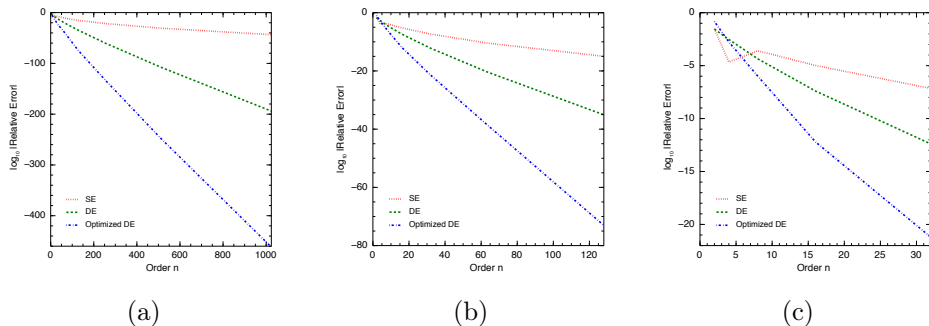 log₁₀ |Relative Error|
0
−100
−200
−300
−400
SE
DE
Optimized DE
0 200 400 600 800 1000
Order n
(a)
log₁₀ |Relative Error|
0
−20
−40
−60
−80
SE
DE
Optimized DE
0 20 40 60 80 100 120
Order n
(b)
log₁₀ |Relative Error|
0
−5
−10
−15
−20
SE
DE
Optimized DE
0 5 10 15 20 25 30
Order n
(c)